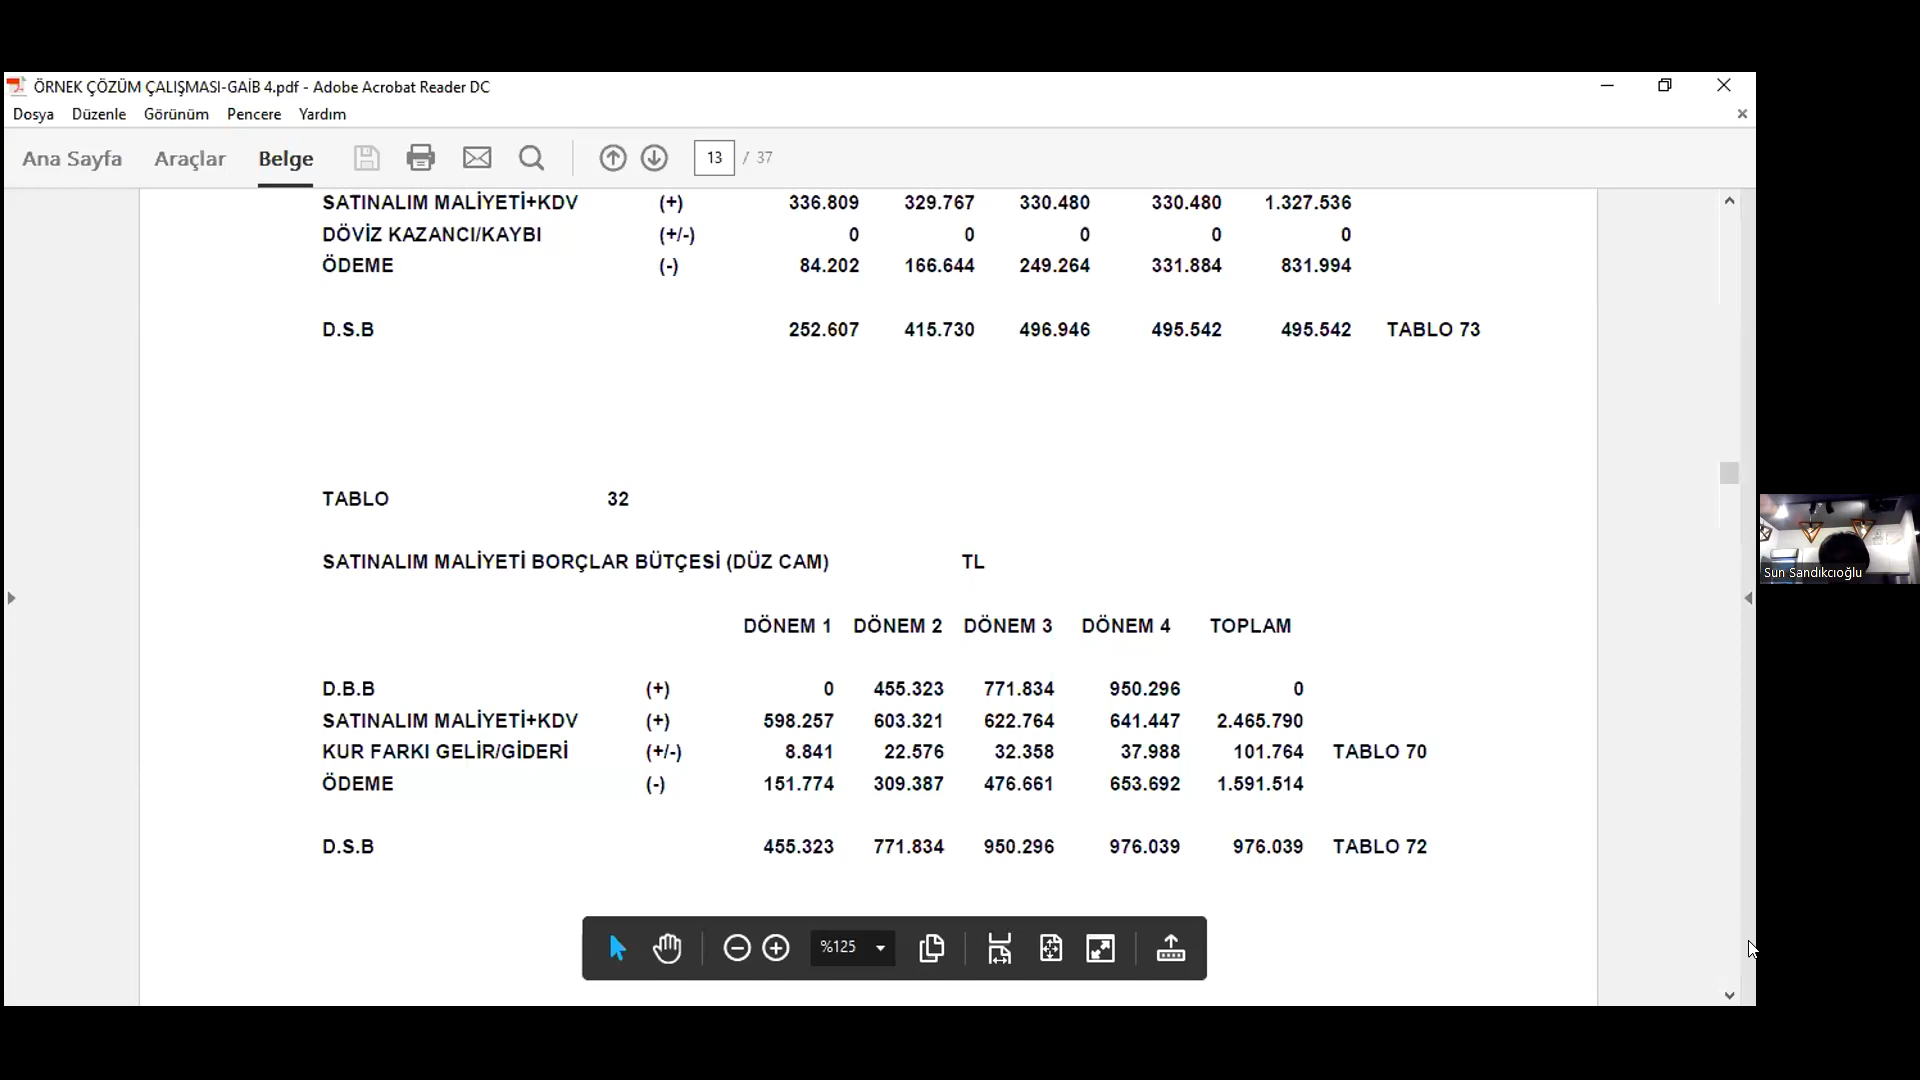 ÖRNEK ÇÖZÜM ÇALIŞMASI-GAİB 4.pdf - Adobe Acrobat Reader DC
Dosya Düzenle Görünüm Pencere Yardım
Ana Sayfa Araçlar Belge 13 / 37
SATINALIM MALİYETİ+KDV (+) 336.809 329.767 330.480 330.480 1.327.536
DÖVİZ KAZANCI/KAYBI (+/-) 0 0 0 0 0
ÖDEME (-) 84.202 166.644 249.264 331.884 831.994
D.S.B 252.607 415.730 496.946 495.542 495.542 TABLO 73
TABLO 32
SATINALIM MALİYETİ BORÇLAR BÜTÇESİ (DÜZ CAM) TL
DÖNEM 1 DÖNEM 2 DÖNEM 3 DÖNEM 4 TOPLAM
D.B.B (+) 0 455.323 771.834 950.296 0
SATINALIM MALİYETİ+KDV (+) 598.257 603.321 622.764 641.447 2.465.790
KUR FARKI GELİR/GİDERİ (+/-) 8.841 22.576 32.358 37.988 101.764 TABLO 70
ÖDEME (-) 151.774 309.387 476.661 653.692 1.591.514
D.S.B 455.323 771.834 950.296 976.039 976.039 TABLO 72
%125
Sun Sandıkcıoğlu